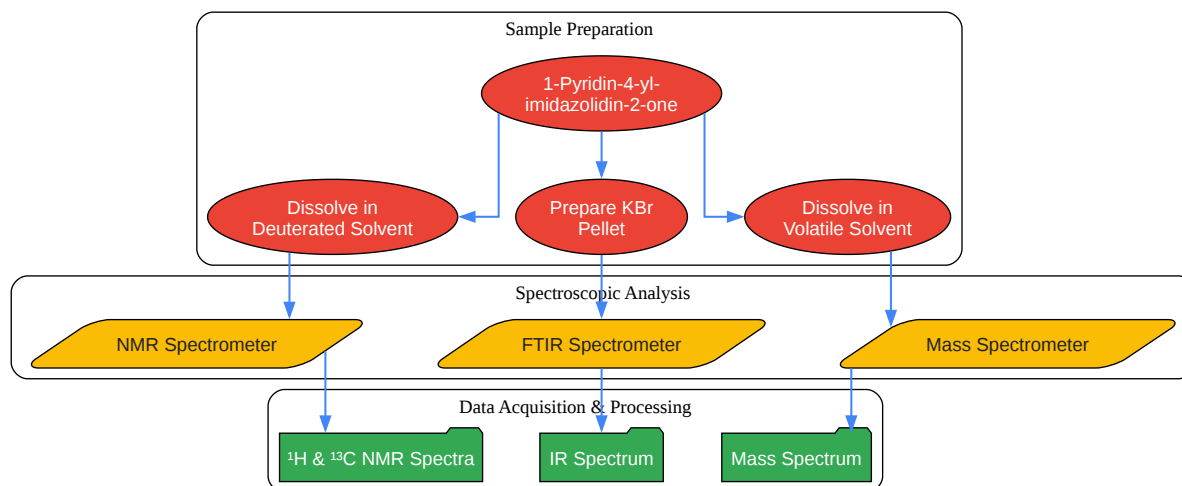 Sample Preparation
1-Pyridin-4-yl-
imidazolidin-2-one
Dissolve in
Deuterated Solvent
Prepare KBr
Pellet
Dissolve in
Volatile Solvent
Spectroscopic Analysis
NMR Spectrometer
FTIR Spectrometer
Mass Spectrometer
Data Acquisition & Processing
¹H & ¹³C NMR Spectra
IR Spectrum
Mass Spectrum